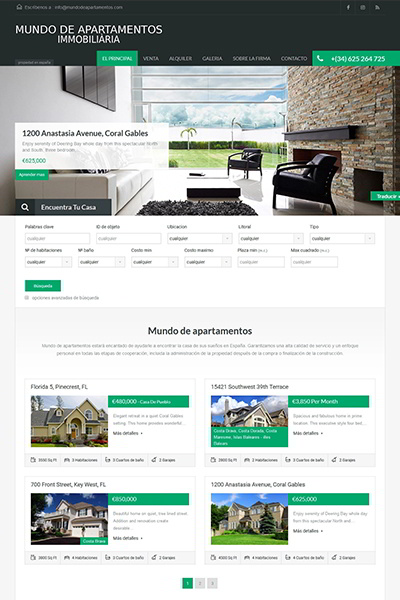 Escríbenos a : info@mundodeapartamentos.com
MUNDO DE APARTAMENTOS
IMMOBILIARIA
propiedad en españa
EL PRINCIPAL VENTA ALQUILER GALERIA SOBRE LA FIRMA CONTACTO
+(34) 625 264 725
1200 Anastasia Avenue, Coral Gables
Enjoy serenity of Deering Bay whole day from this spectacular North and South, three bedroom...
€625,000
Aprender mas
Traducir »
Encuentra Tu Casa
Palabras clave ID de objeto Ubicacion Litoral Tipo
cualquier cualquier cualquier cualquier cualquier
Nº de habitaciones Nº baño Costo min Costo maximo Plaza min Max cuadrado
cualquier cualquier cualquier cualquier cualquier cualquier
Búsqueda
opciones avanzadas de búsqueda
Mundo de apartamentos
Mundo de apartamentos estará encantado de ayudarle a encontrar la casa de sus sueños en España. Garantizamos una alta calidad de servicio y un enfoque
personal en todas las etapas de cooperación, incluida la administración de la propiedad después de la compra o finalización de la construcción.
Florida 5, Pinecrest, FL
€480,000 - Casa De Pueblo
Elegant retreat in a quiet Coral Gables
setting. This home provides wonderful...
Más detalles
3500 Sq Ft 3 Habitaciones 3 Cuartos de baño 2 Garajes
15421 Southwest 39th Terrace
€3,850 Per Month
Spacious and fabulous home in prime
location. This executive style four bed...
Más detalles
Costa Brava, Costa Dorada, Costa
Maresme, Islas Baleares - Illes
Balears
3850 Sq Ft 4 Habitaciones 3 Cuartos de baño 2 Garajes
700 Front Street, Key West, FL
€850,000
Beautiful home on quiet, tree lined street.
Addition and renovation create
desirable...
Más detalles
Costa Brava
3800 Sq Ft 4 Habitaciones 3 Cuartos de baño 2 Garajes
1200 Anastasia Avenue, Coral Gables
€625,000
Enjoy serenity of Deering Bay whole day
from this spectacular North and...
Más detalles
4500 Sq Ft 3 Habitaciones 3 Cuartos de baño 2 Garajes
1 2 3